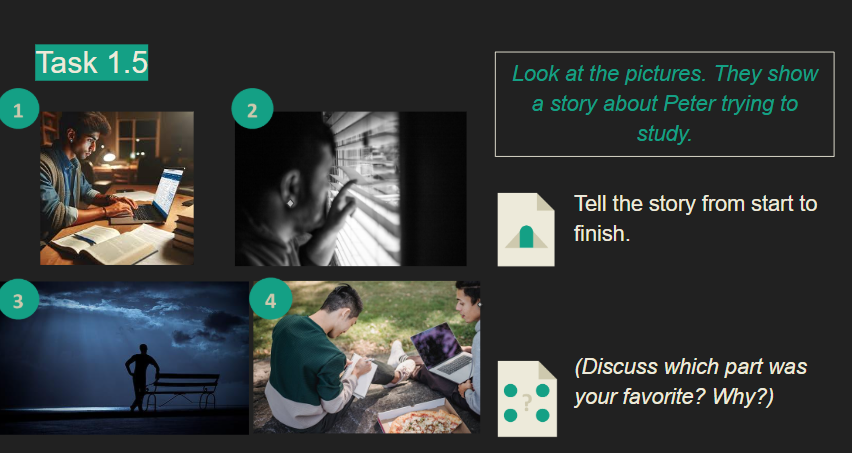 Task 1.5
1
2
Look at the pictures. They show
a story about Peter trying to
study.
Tell the story from start to
finish.
3
4
?
(Discuss which part was
your favorite? Why?)